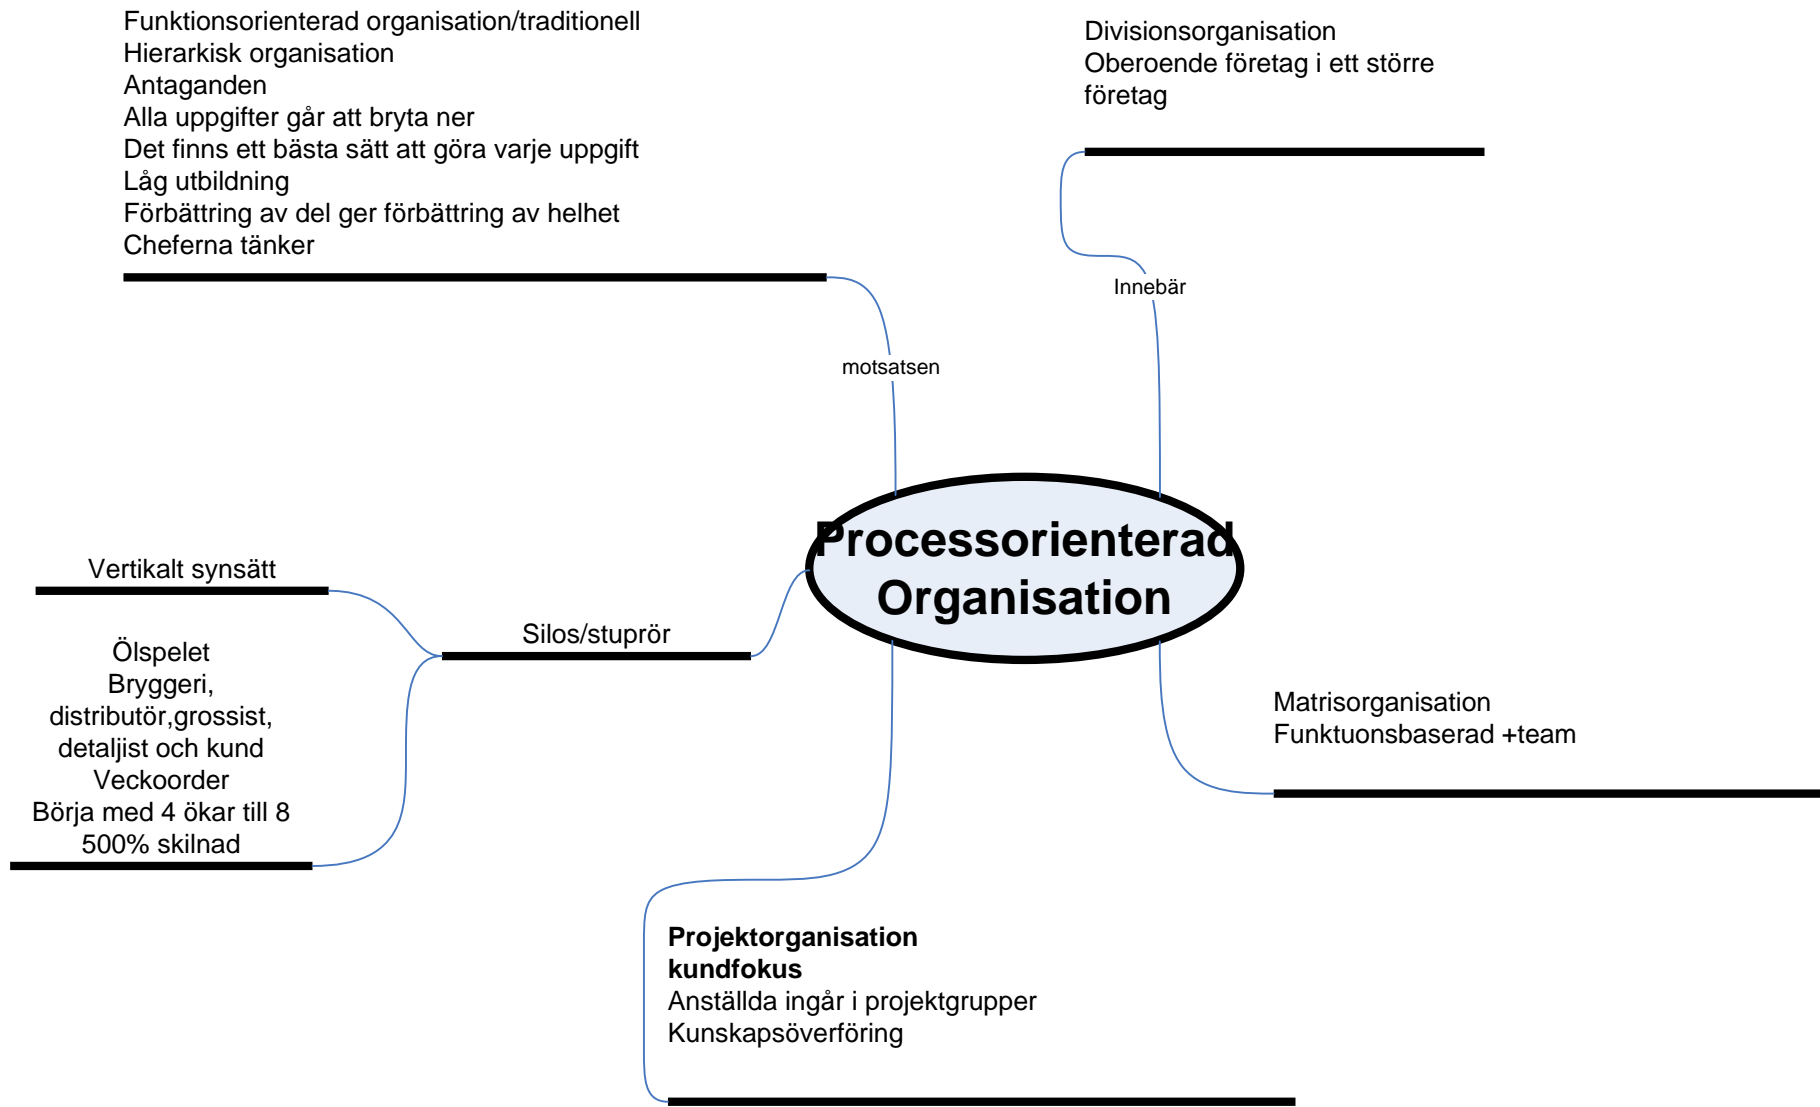 Funktionsorienterad organisation/traditionell
Hierarkisk organisation
Antaganden
Alla uppgifter går att bryta ner
Det finns ett bästa sätt att göra varje uppgift
Låg utbildning
Förbättring av del ger förbättring av helhet
Cheferna tänker
Divisionsorganisation
Oberoende företag i ett större
företag
Innebär
motsatsen
Processorienterad
Organisation
Vertikalt synsätt
Silos/stuprör
Ölspelet
Bryggeri,
distributör,grossist,
detaljist och kund
Veckoorder
Börja med 4 ökar till 8
500% skilnad
Matrisorganisation
Funktuonsbaserad +team
Projektorganisation
kundfokus
Anställda ingår i projektgrupper
Kunskapsöverföring